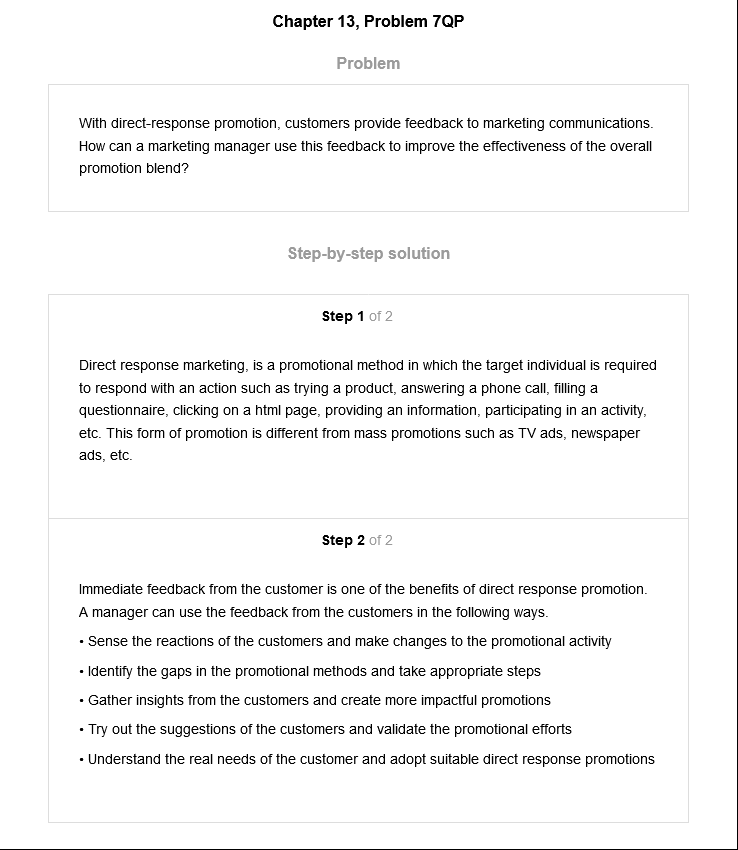 Chapter 13, Problem 7QP
Problem
With direct-response promotion, customers provide feedback to marketing communications.
How can a marketing manager use this feedback to improve the effectiveness of the overall
promotion blend?
Step-by-step solution
Step 1 of 2
Direct response marketing, is a promotional method in which the target individual is required
to respond with an action such as trying a product, answering a phone call, filling a
questionnaire, clicking on a html page, providing an information, participating in an activity,
etc. This form of promotion is different from mass promotions such as TV ads, newspaper
ads, etc.
Step 2 of 2
Immediate feedback from the customer is one of the benefits of direct response promotion.
A manager can use the feedback from the customers in the following ways.
• Sense the reactions of the customers and make changes to the promotional activity
• Identify the gaps in the promotional methods and take appropriate steps
• Gather insights from the customers and create more impactful promotions
• Try out the suggestions of the customers and validate the promotional efforts
• Understand the real needs of the customer and adopt suitable direct response promotions